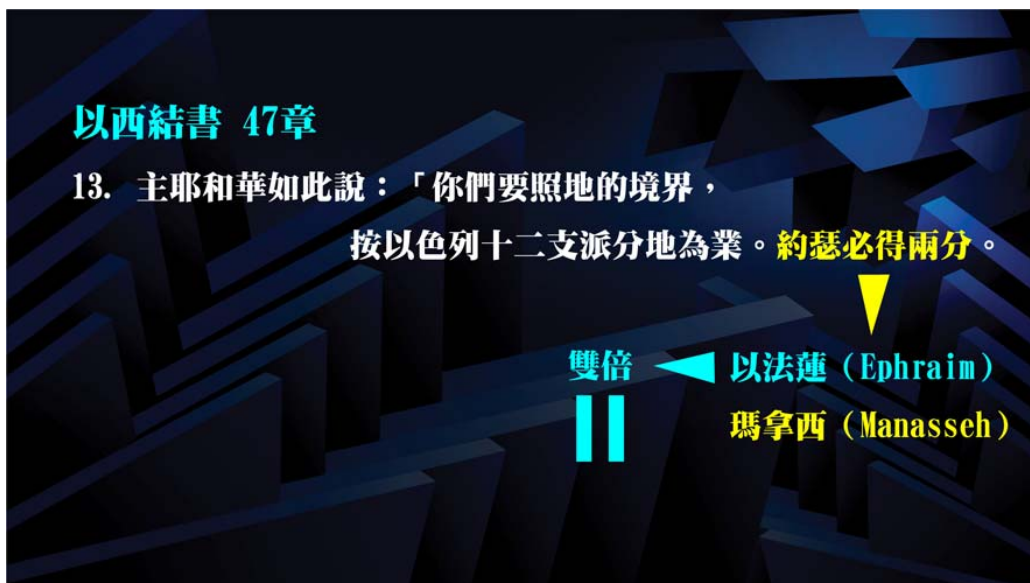 以西結書 47章
13. 主耶和華如此說：「你們要照地的境界，
按以色列十二支派分地為業。約瑟必得兩分。
雙倍 以法蓮（Ephraim）
瑪拿西（Manasseh）